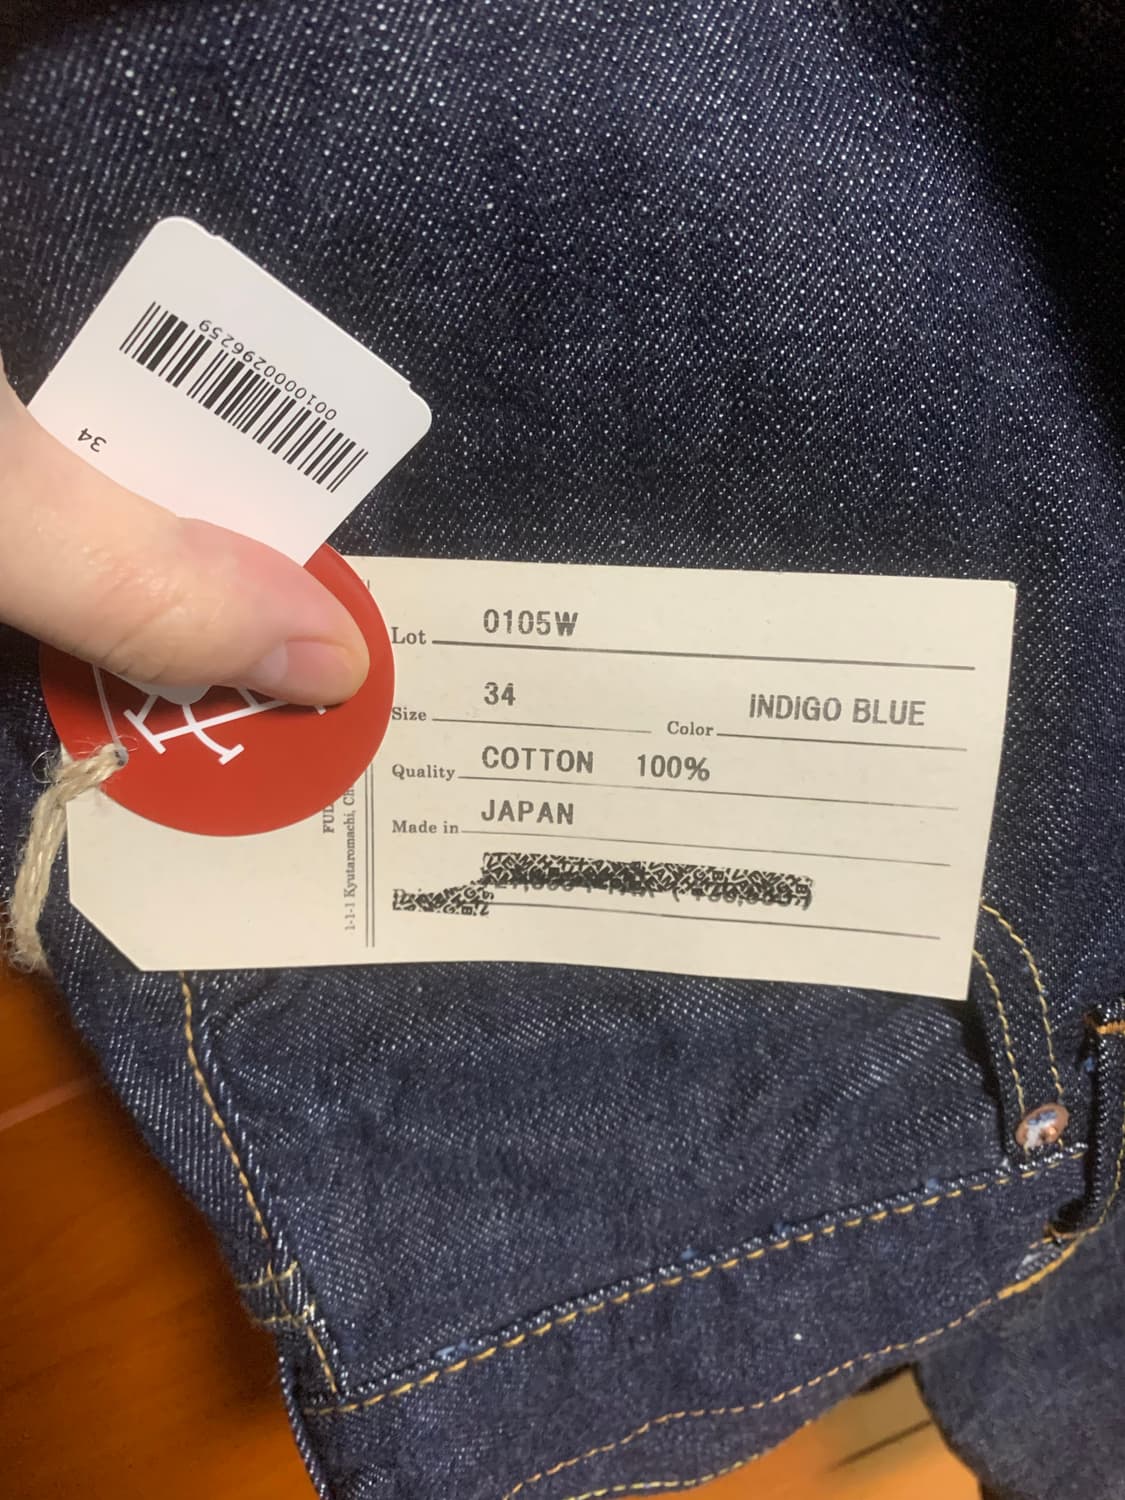 0010000296259
34
Lot 0105W
Size 34 Color INDIGO BLUE
Quality COTTON 100%
Made in JAPAN
1-1-1 Kyutaromachi,